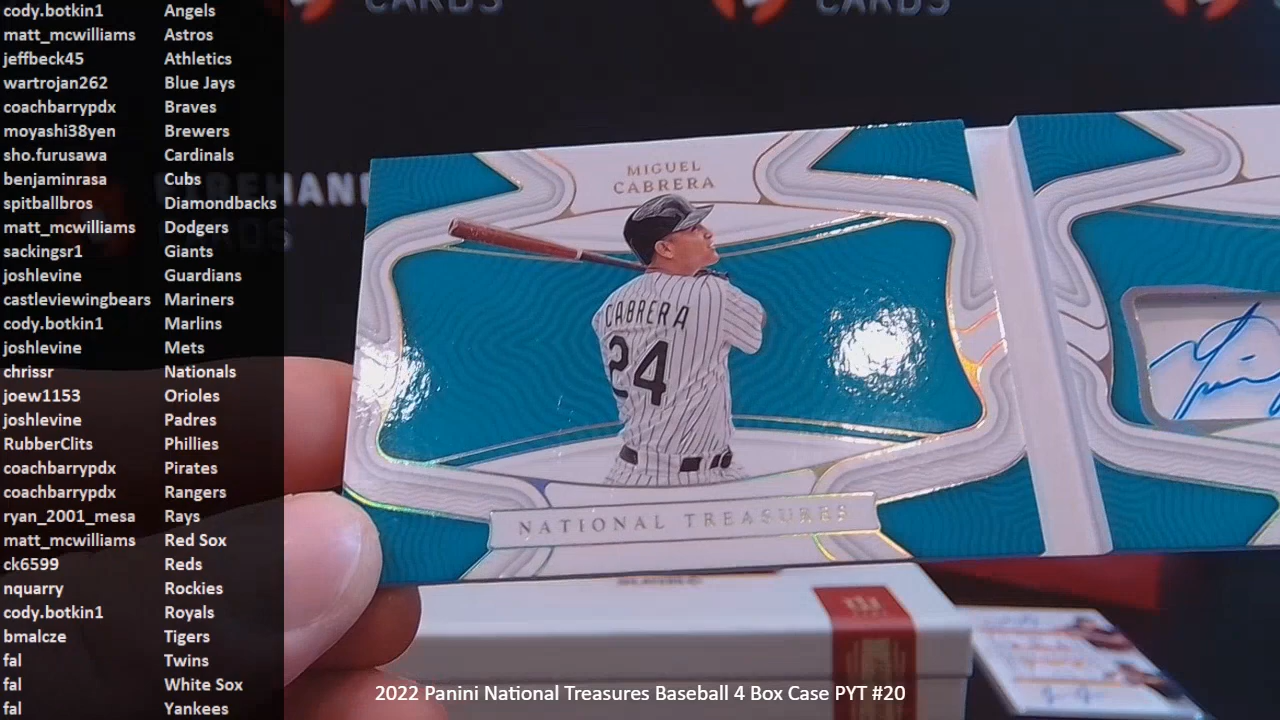 CARDS
CARDS
cody.botkin1 Angels
matt_mcwilliams Astros
jeffbeck45 Athletics
wartrojan262 Blue Jays
coachbarrypdx Braves
moyashi38yen Brewers
sho.furusawa Cardinals
benjaminrasa Cubs
spitballbros Diamondbacks
matt_mcwilliams Dodgers
sackingsr1 Giants
joshlevine Guardians
castleviewingbears Mariners
cody.botkin1 Marlins
joshlevine Mets
chrissr Nationals
joew1153 Orioles
joshlevine Padres
RubberClits Phillies
coachbarrypdx Pirates
coachbarrypdx Rangers
ryan_2001_mesa Rays
matt_mcwilliams Red Sox
ck6599 Reds
nquarry Rockies
cody.botkin1 Royals
bmalcze Tigers
fal Twins
fal White Sox
fal Yankees
CARDS
MIGUEL
CABRERA
CABRERA
24
NATIONAL TREASURES
2022 Panini National Treasures Baseball 4 Box Case PYT #20